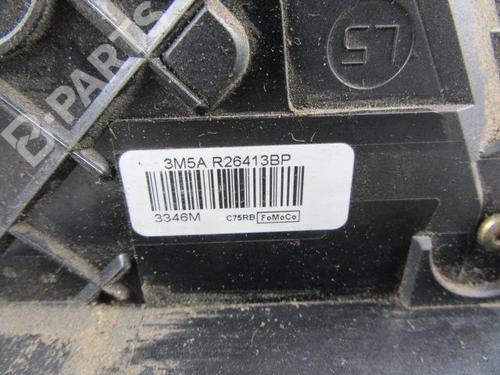 B-PARTS
L5
3M5A R26413BP
3346M
C75RB FoMoCo